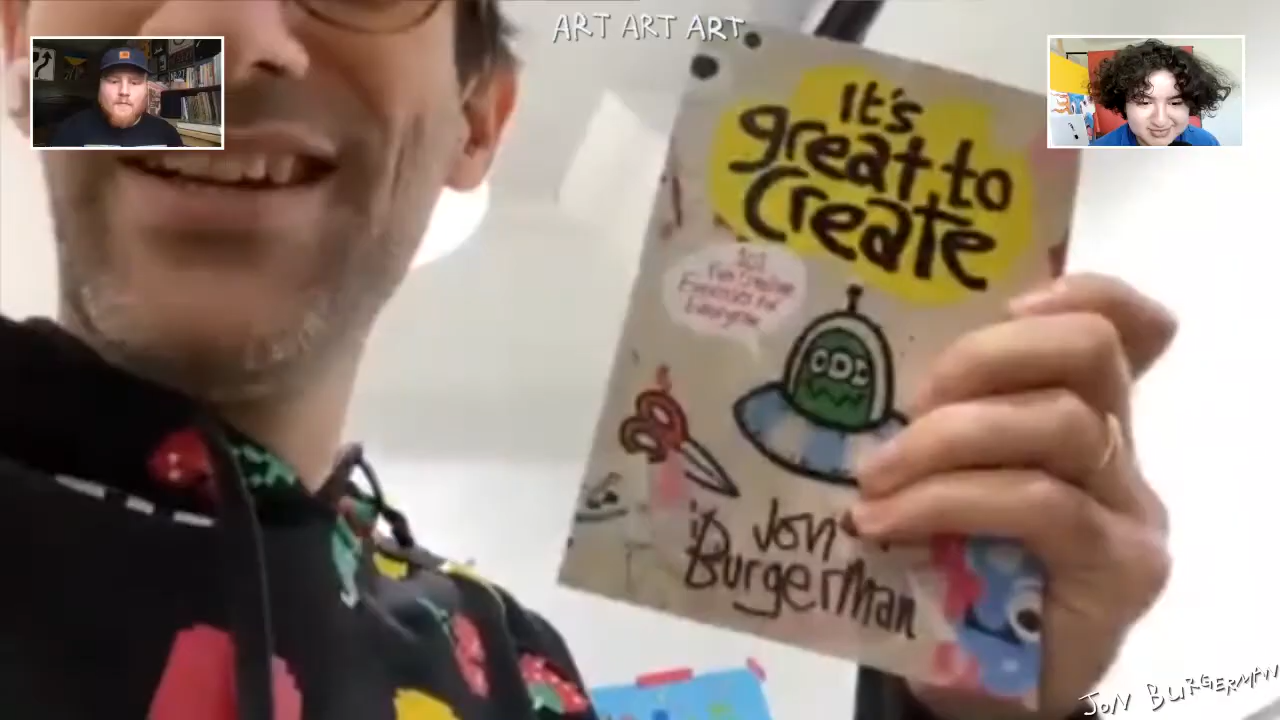 ART ART ART
It's
great to
Create
101
Fun Creative
Exercises for
Everyone
Jon
Burgerman
JON BURGERMAN